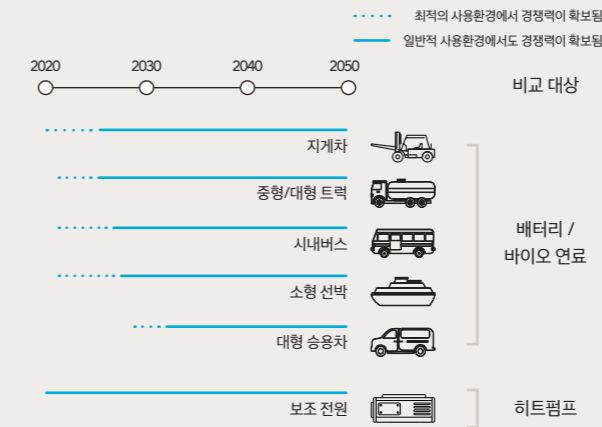 최적의 사용환경에서 경쟁력이 확보됨
일반적 사용환경에서도 경쟁력이 확보됨
2020 2030 2040 2050
비교 대상
지게차
중형/대형 트럭
시내버스
배터리 /
바이오 연료
소형 선박
대형 승용차
보조 전원
히트펌프